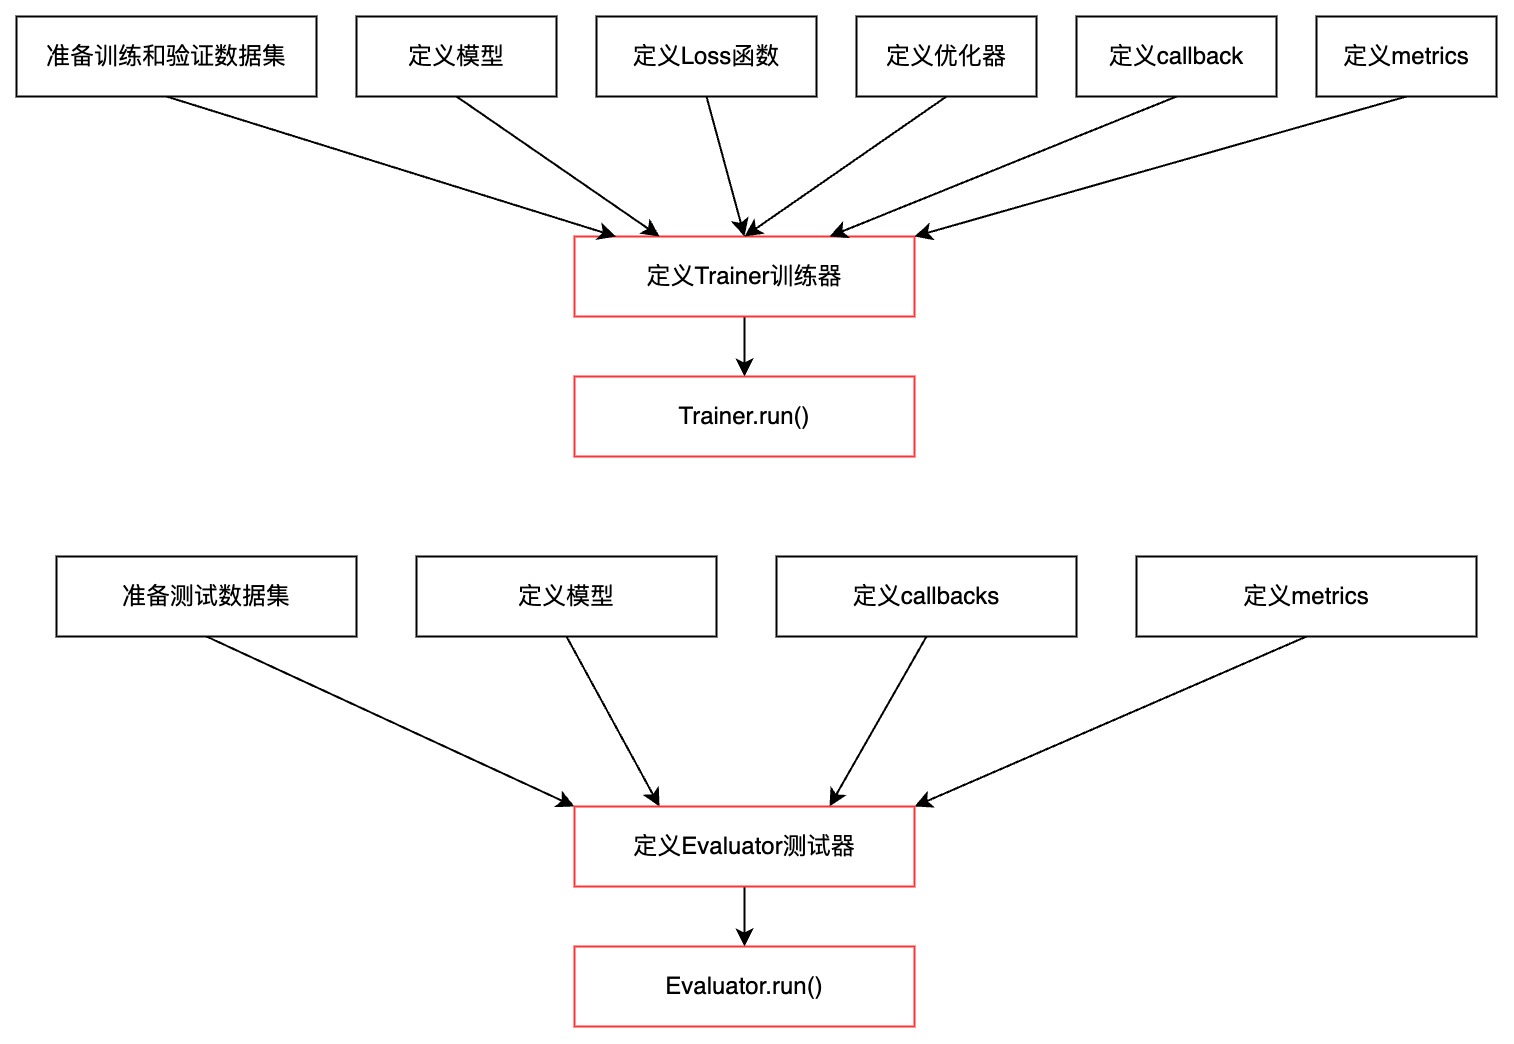 准备训练和验证数据集
定义模型
定义Loss函数
定义优化器
定义callback
定义metrics
定义Trainer训练器
Trainer.run()
准备测试数据集
定义模型
定义callbacks
定义metrics
定义Evaluator测试器
Evaluator.run()